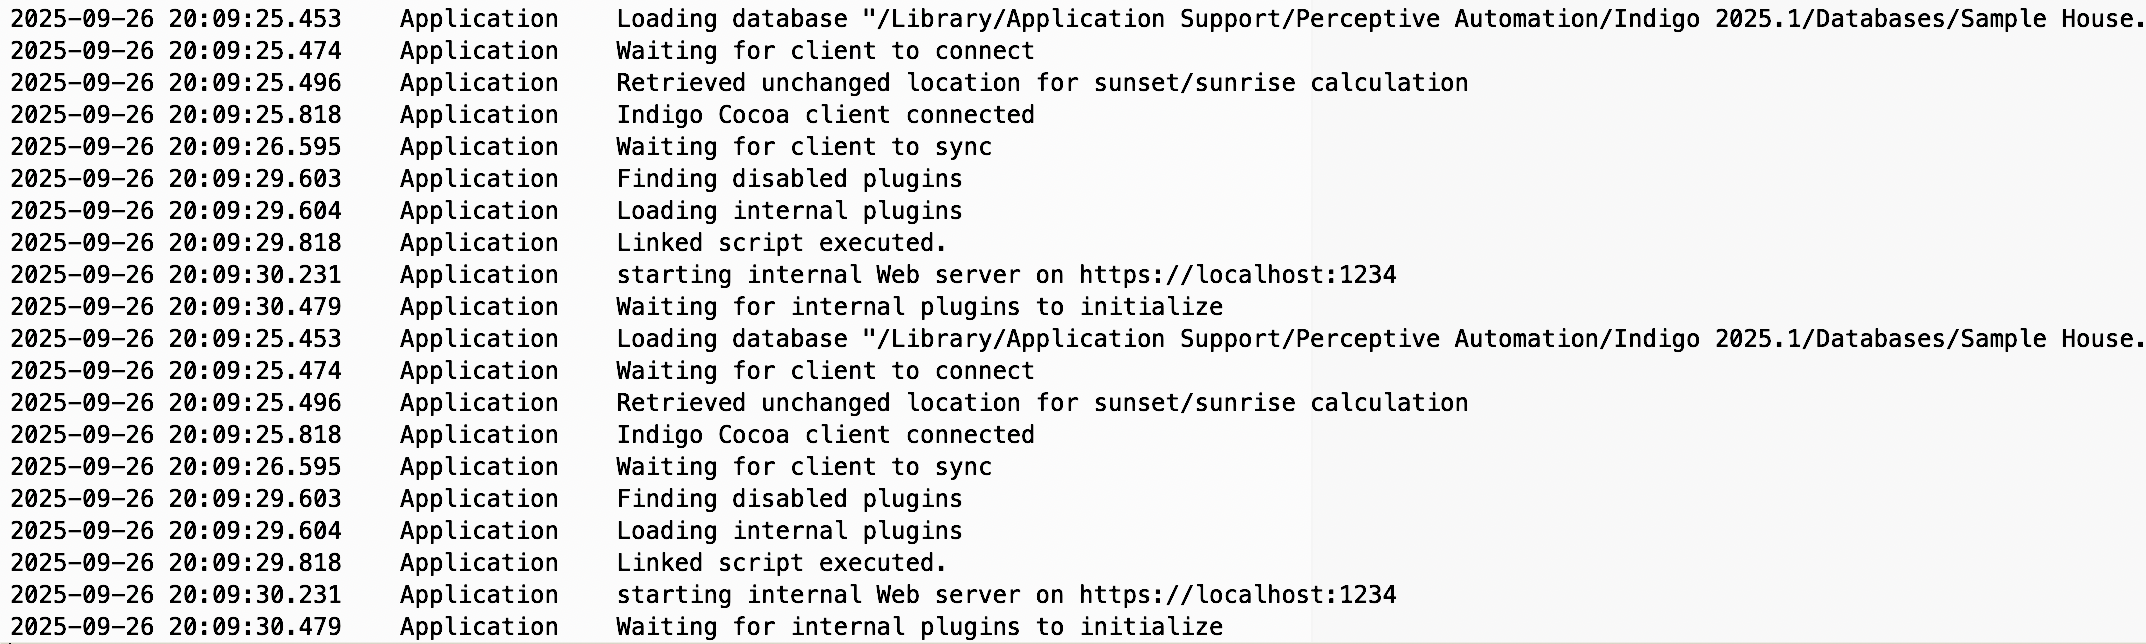 2025-09-26 20:09:25.453    Application    Loading database "/Library/Application Support/Perceptive Automation/Indigo 2025.1/Databases/Sample House.
2025-09-26 20:09:25.474    Application    Waiting for client to connect
2025-09-26 20:09:25.496    Application    Retrieved unchanged location for sunset/sunrise calculation
2025-09-26 20:09:25.818    Application    Indigo Cocoa client connected
2025-09-26 20:09:26.595    Application    Waiting for client to sync
2025-09-26 20:09:29.603    Application    Finding disabled plugins
2025-09-26 20:09:29.604    Application    Loading internal plugins
2025-09-26 20:09:29.818    Application    Linked script executed.
2025-09-26 20:09:30.231    Application    starting internal Web server on https://localhost:1234
2025-09-26 20:09:30.479    Application    Waiting for internal plugins to initialize
2025-09-26 20:09:25.453    Application    Loading database "/Library/Application Support/Perceptive Automation/Indigo 2025.1/Databases/Sample House.
2025-09-26 20:09:25.474    Application    Waiting for client to connect
2025-09-26 20:09:25.496    Application    Retrieved unchanged location for sunset/sunrise calculation
2025-09-26 20:09:25.818    Application    Indigo Cocoa client connected
2025-09-26 20:09:26.595    Application    Waiting for client to sync
2025-09-26 20:09:29.603    Application    Finding disabled plugins
2025-09-26 20:09:29.604    Application    Loading internal plugins
2025-09-26 20:09:29.818    Application    Linked script executed.
2025-09-26 20:09:30.231    Application    starting internal Web server on https://localhost:1234
2025-09-26 20:09:30.479    Application    Waiting for internal plugins to initialize